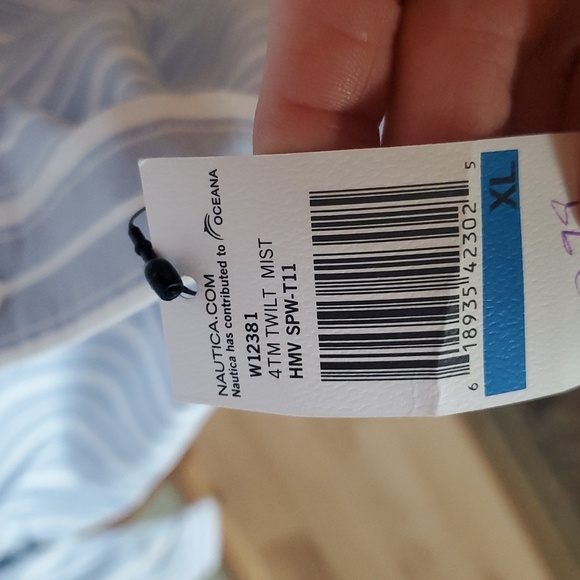 NAUTICA.COM
Nautica has contributed to OCEANA
W12381
4TM TWILT MIST
HMV SPW-T11
6 18935 42302 5
XL